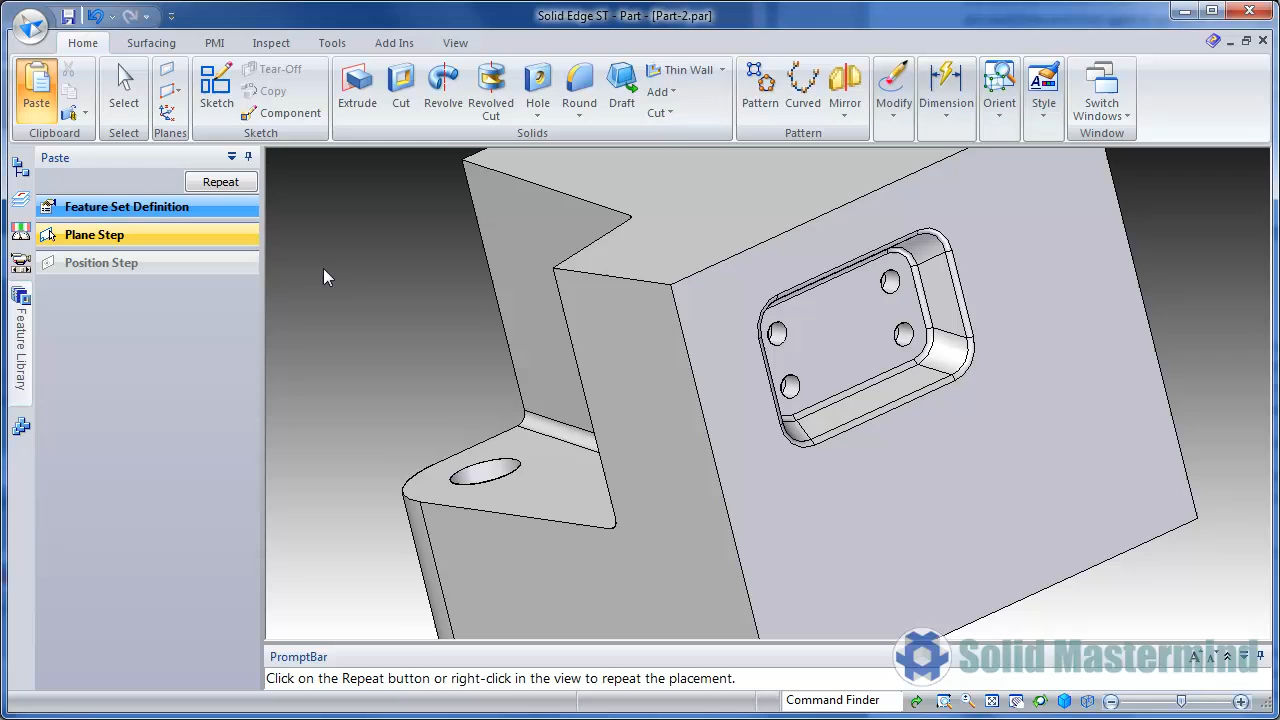 Solid Edge ST - Part - [Part-2.par]
Home Surfacing PMI Inspect Tools Add Ins View
Paste Select Sketch Tear-Off Copy Component Extrude Cut Revolve Revolved Cut Hole Round Draft Thin Wall Add Cut Pattern Curved Mirror Modify Dimension Orient Style Switch Windows
Clipboard Select Planes Sketch Solids Pattern Window
Paste
Repeat
Feature Set Definition
Plane Step
Position Step
Feature Library
PromptBar
Click on the Repeat button or right-click in the view to repeat the placement.
Command Finder
Solid Mastermind